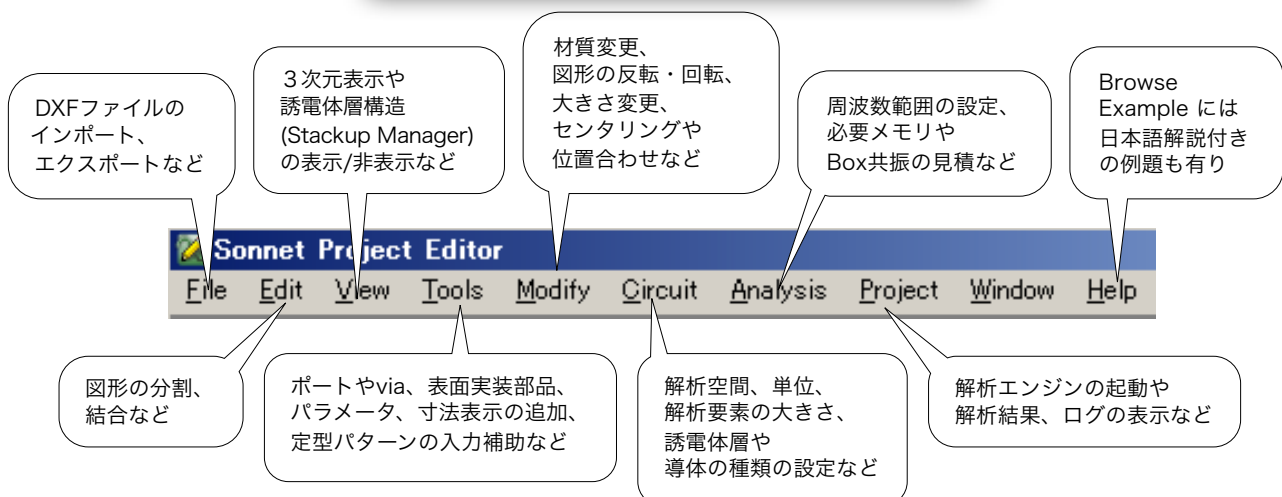 DXFファイルの
インポート、
エクスポートなど
３次元表示や
誘電体層構造
(Stackup Manager)
の表示/非表示など
材質変更、
図形の反転・回転、
大きさ変更、
センタリングや
位置合わせなど
周波数範囲の設定、
必要メモリや
Box共振の見積など
Browse
Example には
日本語解説付き
の例題も有り
Sonnet Project Editor
File Edit View Tools Modify Circuit Analysis Project Window Help
図形の分割、
結合など
ポートやvia、表面実装部品、
パラメータ、寸法表示の追加、
定型パターンの入力補助など
解析空間、単位、
解析要素の大きさ、
誘電体層や
導体の種類の設定など
解析エンジンの起動や
解析結果、ログの表示など